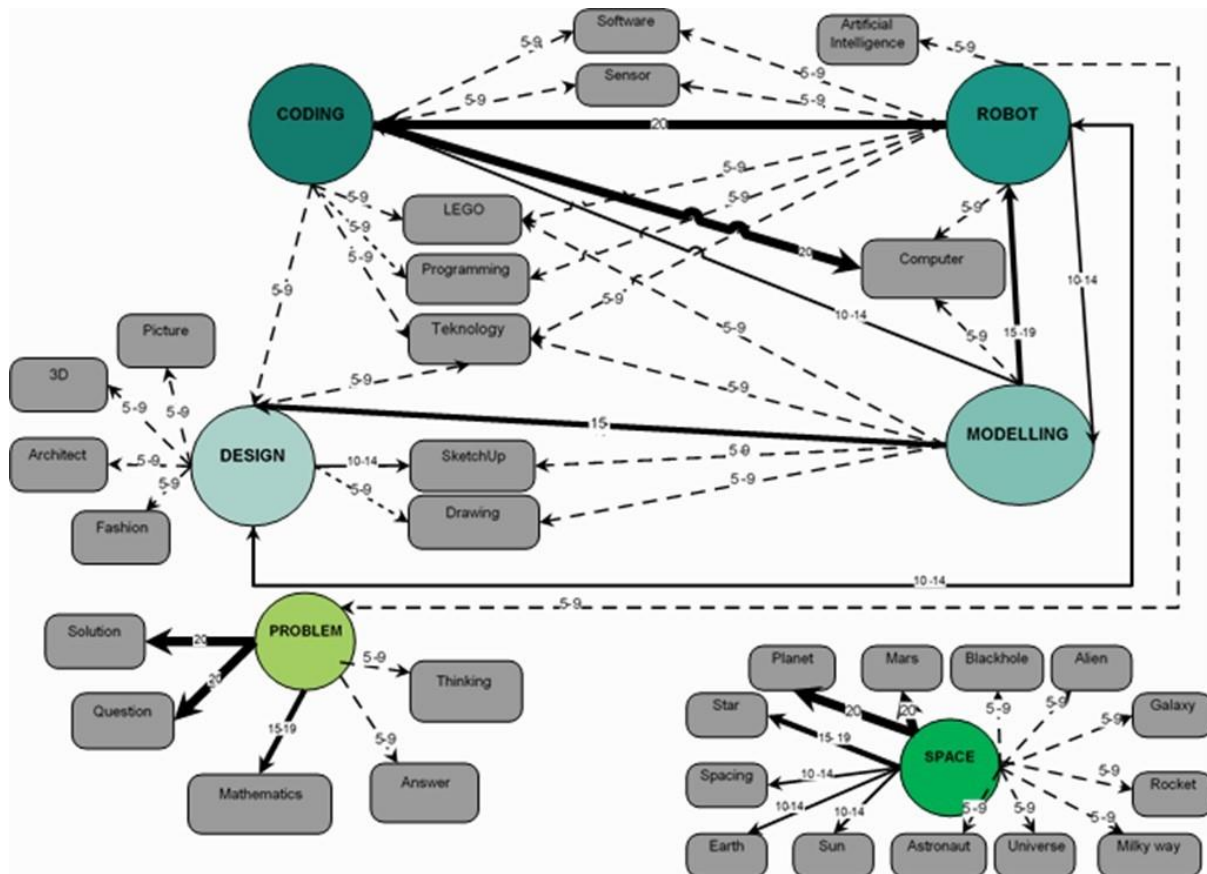 Software
Artificial
Intelligence
5-9
5-9
5-9
Sensor
5-9
5-9
5-9
CODING
20
ROBOT
5-9
5-9
5-9
5-9
LEGO
5-9
5-9
20
Computer
Programming
5-9
10-14
5-9
5-9
Picture
Teknology
10-14
5-9
5-9
15-19
3D
5-9
5-9
5-9
5-9
15
MODELLING
Architect
5-9
DESIGN
10-14
SketchUp
5-9
5-9
5-9
Drawing
5-9
Fashion
10-14
5-9
Solution
20
PROBLEM
5-9
Thinking
Question
20
15-19
5-9
Mathematics
Answer
Planet
Mars
Blackhole
Alien
Star
20
20
5-9
5-9
5-9
Galaxy
15-19
SPACE
Spacing
10-14
5-9
Rocket
10-14
10-14
5-9
5-9
5-9
Earth
Sun
Astronaut
Universe
Milky way